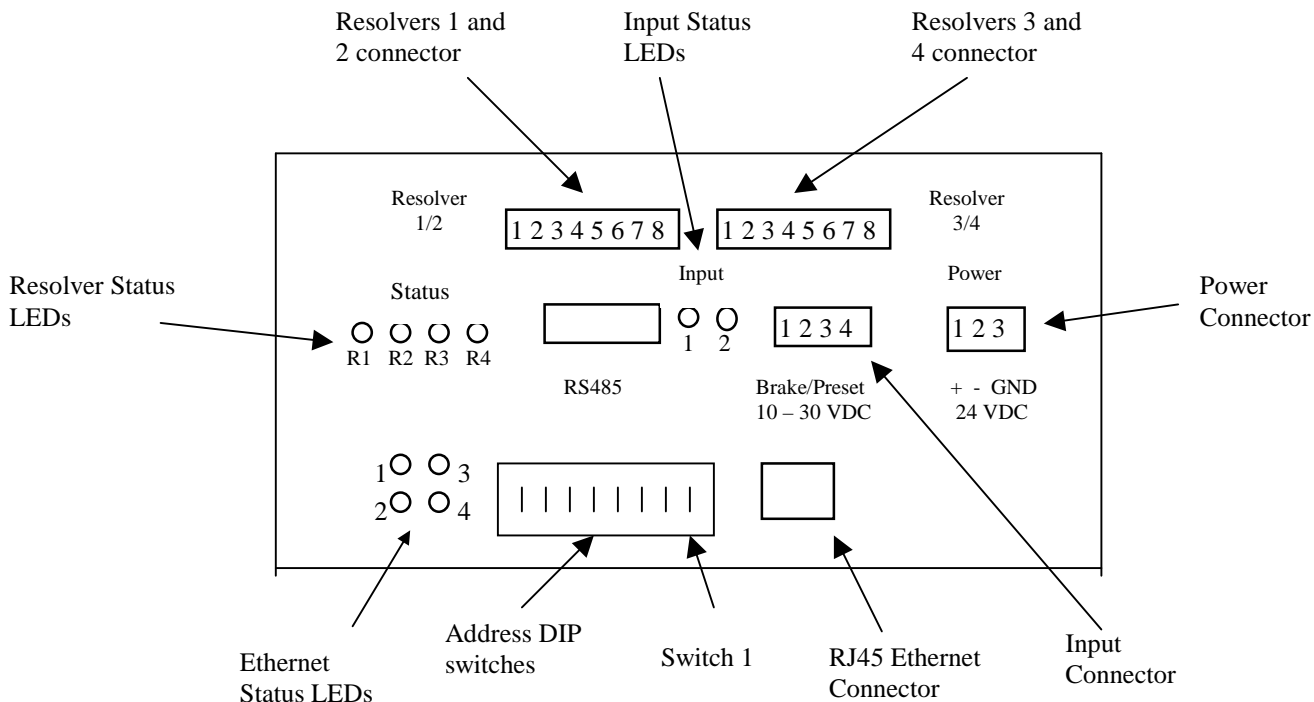 Resolvers 1 and
2 connector
Input Status
LEDs
Resolvers 3 and
4 connector
Resolver
1/2
1 2 3 4 5 6 7 8
1 2 3 4 5 6 7 8
Resolver
3/4
Resolver Status
LEDs
Status
R1 R2 R3 R4
Input
1 2
1 2 3 4
Power
1 2 3
Power
Connector
RS485
Brake/Preset
10 – 30 VDC
+ - GND
24 VDC
1 3
2 4
Ethernet
Status LEDs
Address DIP
switches
Switch 1
RJ45 Ethernet
Connector
Input
Connector